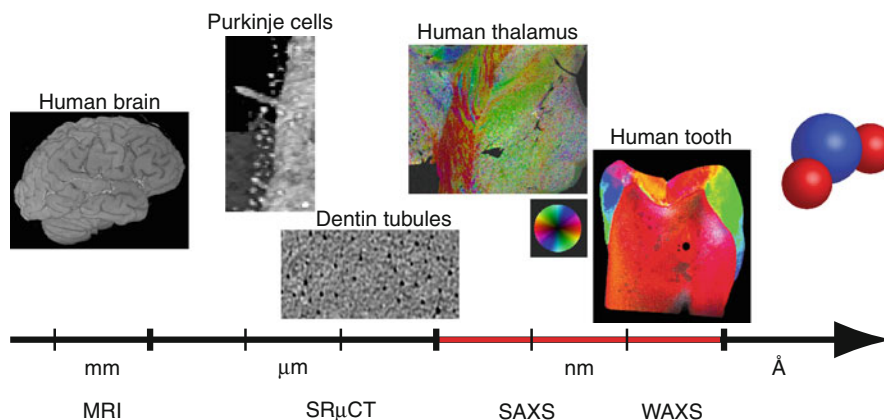 Purkinje cells
Human thalamus
Human brain
Human tooth
Dentin tubules
mm μm nm Å
MRI SRμCT SAXS WAXS